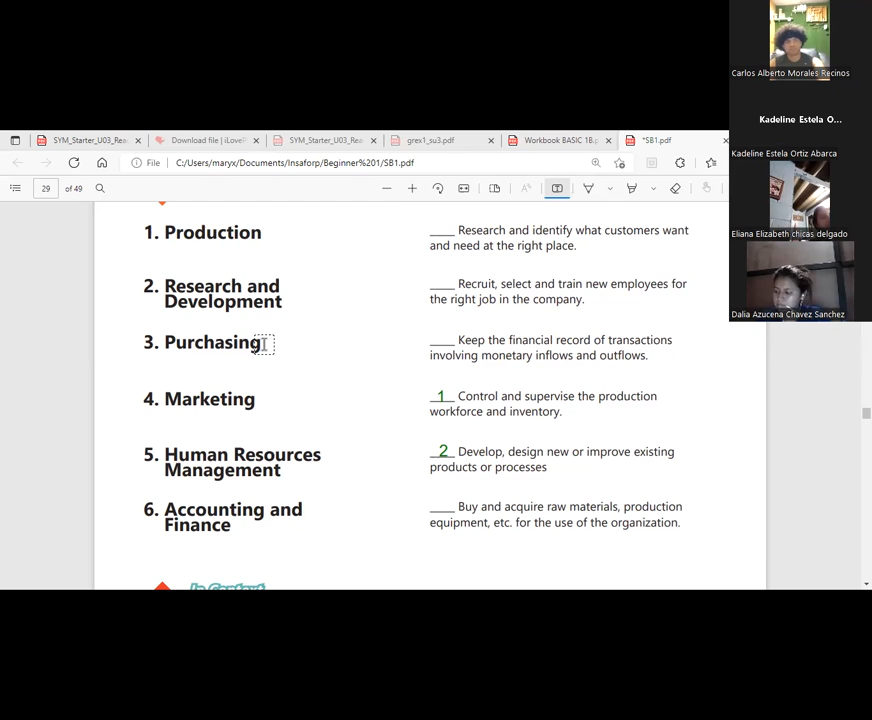 SYM_Starter_U03_Rea
Download file | iLovePD
SYM_Starter_U03_Rea
grex1_su3.pdf
Workbook BASIC 1B.p
*SB1.pdf
File
C:/Users/maryx/Documents/Insaforp/Beginner%201/SB1.pdf
29 of 49
1. Production
____ Research and identify what customers want
and need at the right place.
2. Research and
Development
____ Recruit, select and train new employees for
the right job in the company.
3. Purchasing
____ Keep the financial record of transactions
involving monetary inflows and outflows.
4. Marketing
1 Control and supervise the production
workforce and inventory.
5. Human Resources
Management
2 Develop, design new or improve existing
products or processes
6. Accounting and
Finance
____ Buy and acquire raw materials, production
equipment, etc. for the use of the organization.
In Context
Carlos Alberto Morales Recinos
Kadeline Estela O...
Kadeline Estela Ortiz Abarca
Eliana Elizabeth chicas delgado
Dalia Azucena Chavez Sanchez